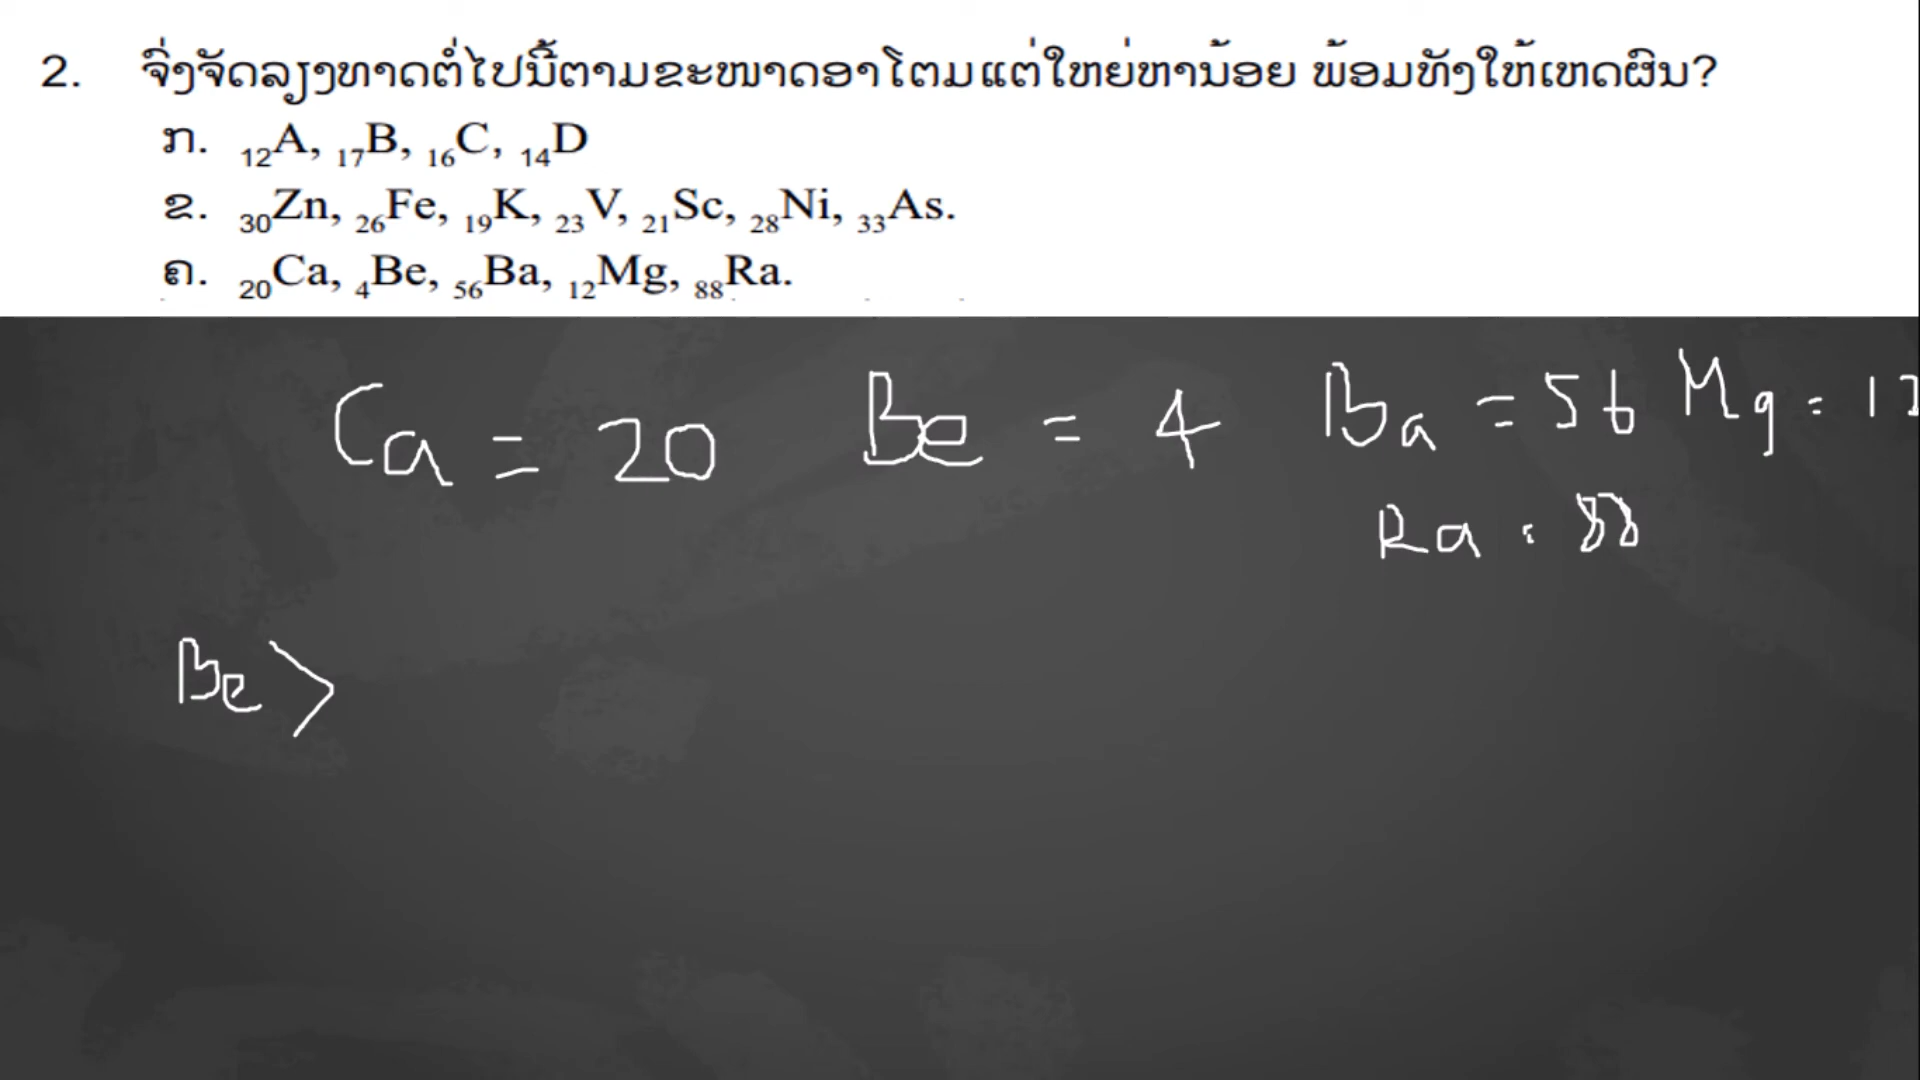 2. ຈົ່ງຈັດລຽງທາດຕໍ່ໄປນີ້ຕາມຂະໜາດອາໂຕມແຕ່ໃຫຍ່ຫານ້ອຍ ພ້ອມທັງໃຫ້ເຫດຜົນ?
ກ. ₁₂A, ₁₇B, ₁₆C, ₁₄D
ຂ. ₃₀Zn, ₂₆Fe, ₁₉K, ₂₃V, ₂₁Sc, ₂₈Ni, ₃₃As.
ຄ. ₂₀Ca, ₄Be, ₅₆Ba, ₁₂Mg, ₈₈Ra.
Ca = 20 Be = 4 Ba = 56 Mg = 12
Ra = 88
Be >